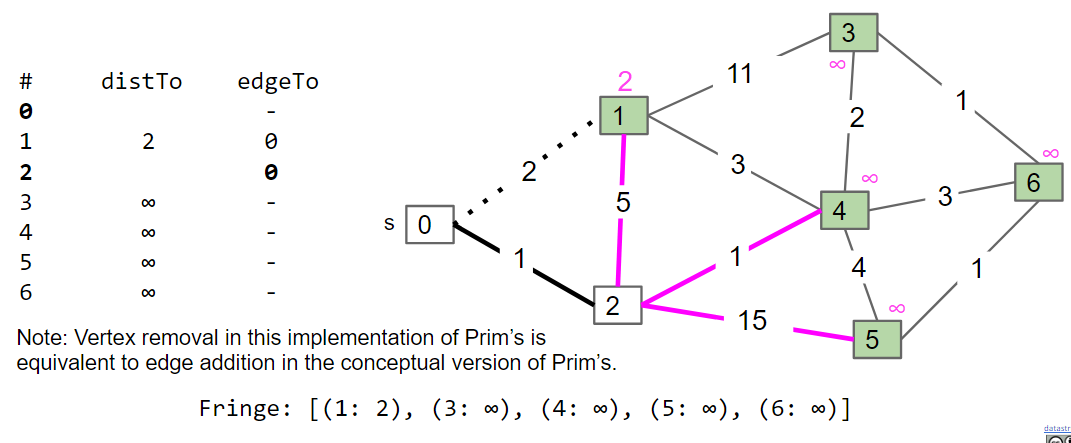 # distTo edgeTo
0 -
1 2 0
2 0
3 ∞ -
4 ∞ -
5 ∞ -
6 ∞ -
Note: Vertex removal in this implementation of Prim's is
equivalent to edge addition in the conceptual version of Prim's.
3
∞
11
2
1
2
1
2
3
∞
∞
6
5
3
4
s
0
1
1
4
1
2
15
∞
5
Fringe: [(1: 2), (3: ∞), (4: ∞), (5: ∞), (6: ∞)]
datastr